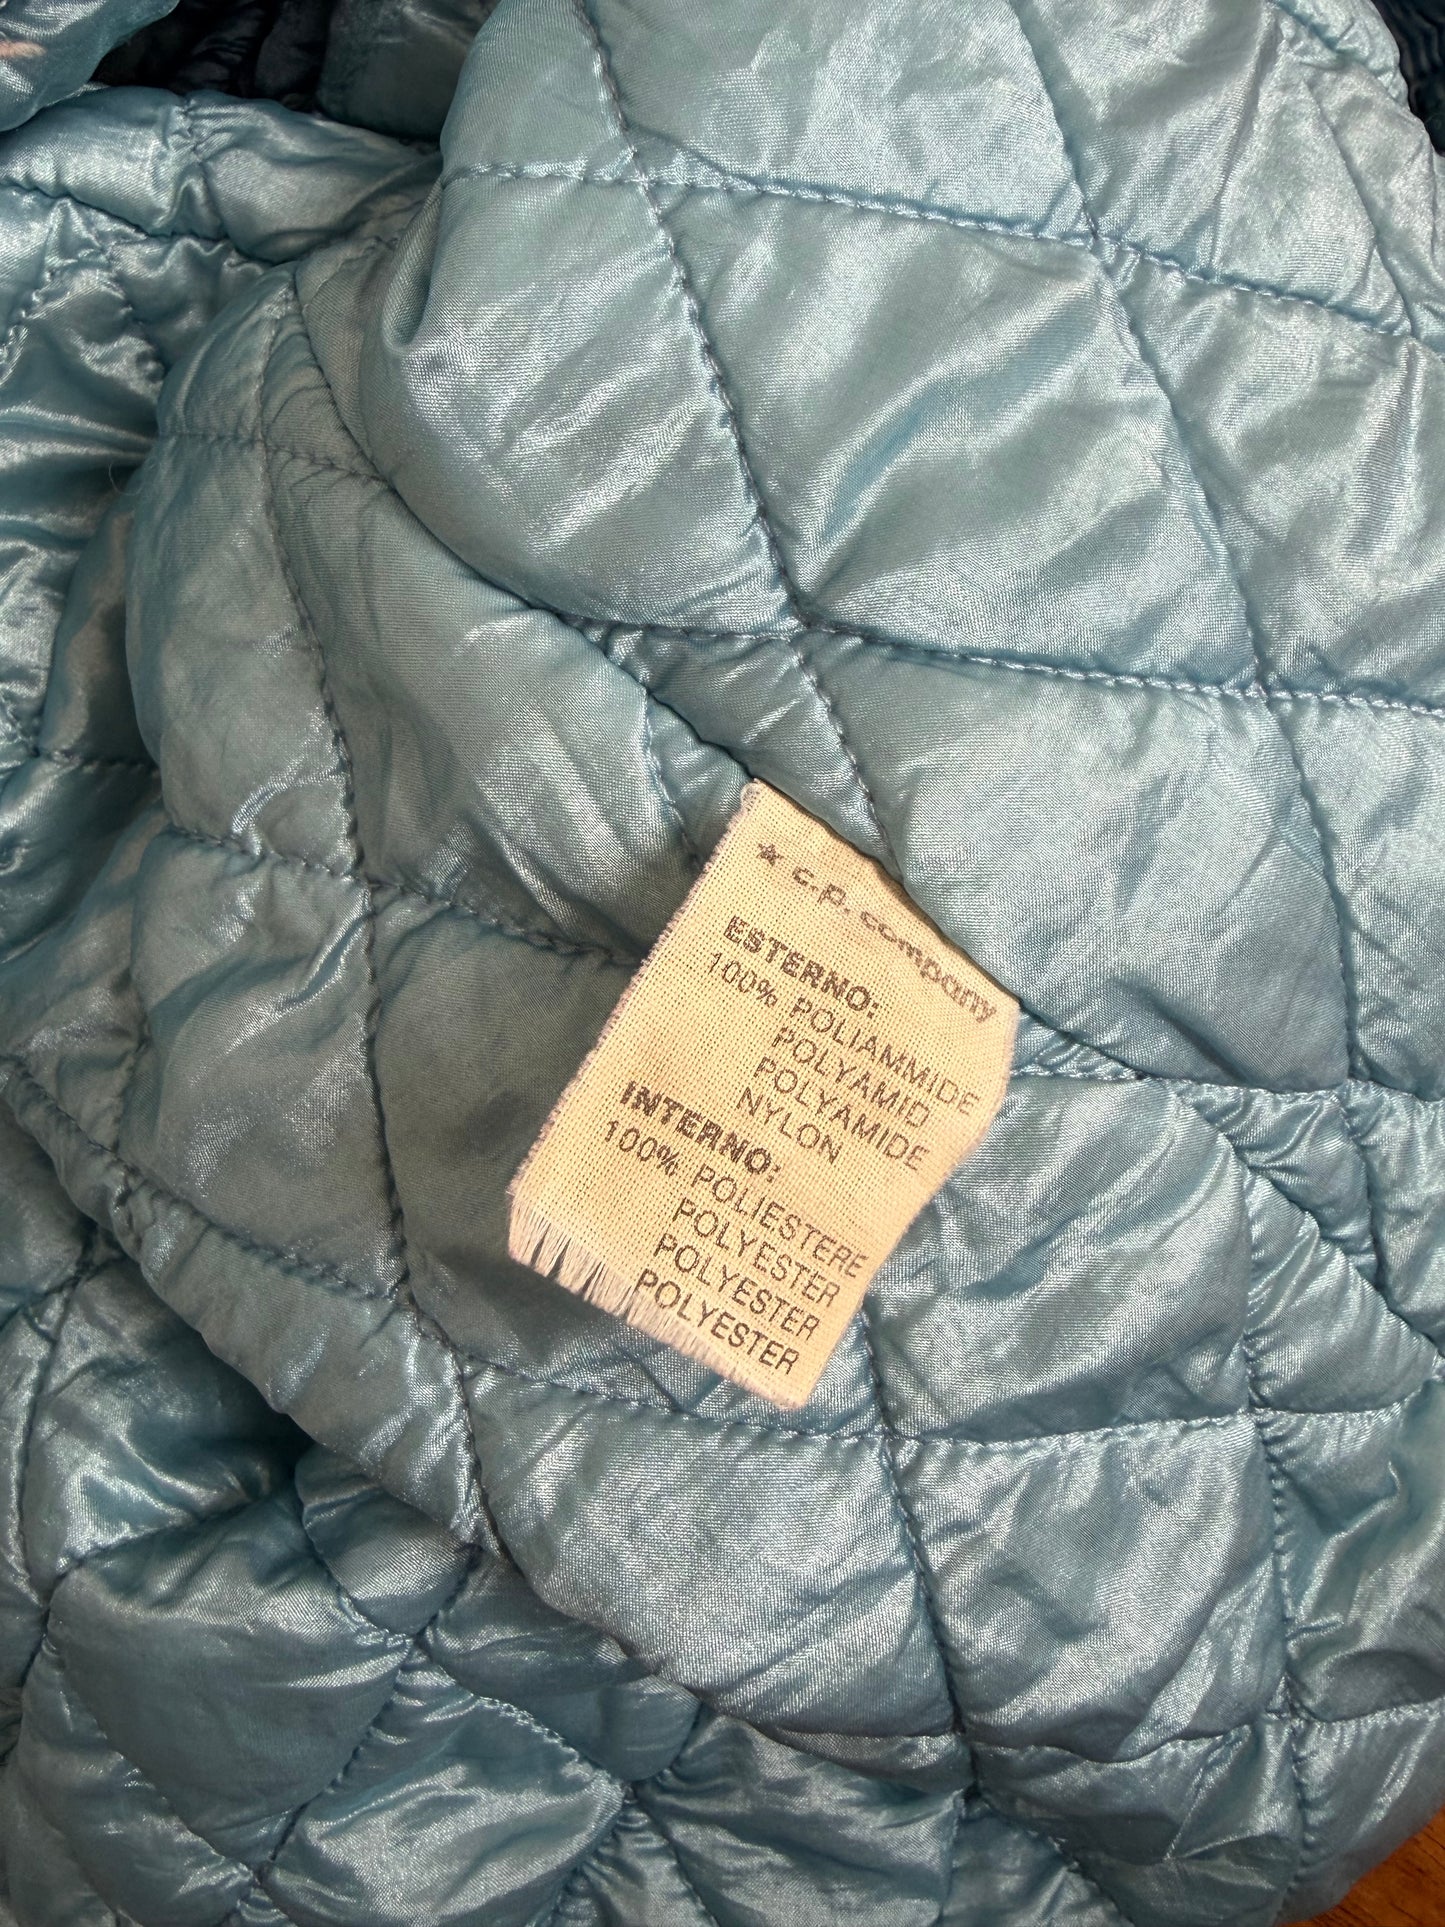 ★ c.p. company
ESTERNO:
100% POLIAMMIDE
POLYAMID
POLYAMIDE
NYLON
INTERNO:
100% POLIESTERE
POLYESTER
POLYESTER
POLYESTER